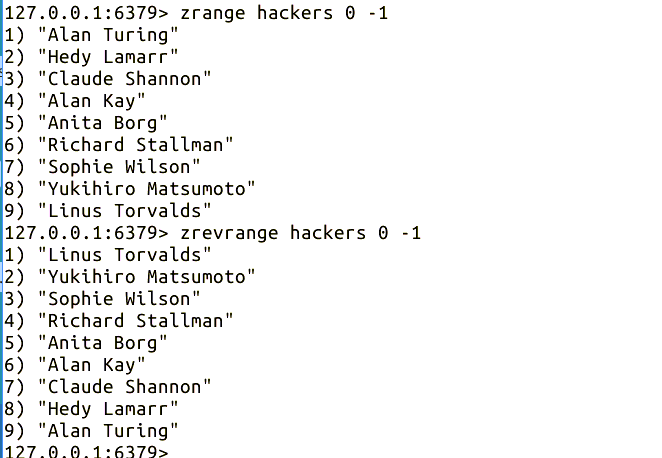 127.0.0.1:6379> zrange hackers 0 -1
1) "Alan Turing"
2) "Hedy Lamarr"
3) "Claude Shannon"
4) "Alan Kay"
5) "Anita Borg"
6) "Richard Stallman"
7) "Sophie Wilson"
8) "Yukihiro Matsumoto"
9) "Linus Torvalds"
127.0.0.1:6379> zrevrange hackers 0 -1
1) "Linus Torvalds"
2) "Yukihiro Matsumoto"
3) "Sophie Wilson"
4) "Richard Stallman"
5) "Anita Borg"
6) "Alan Kay"
7) "Claude Shannon"
8) "Hedy Lamarr"
9) "Alan Turing"
127.0.0.1:6379>